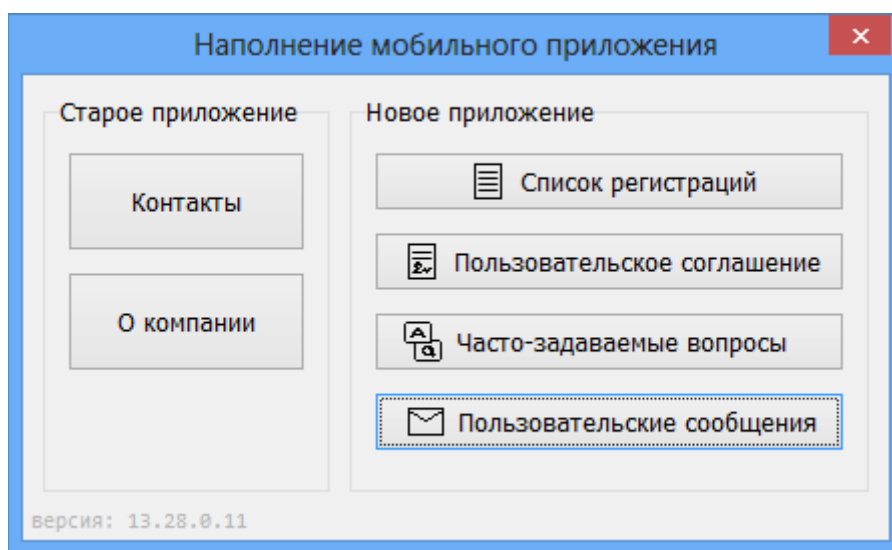 Наполнение мобильного приложения
Старое приложение
Контакты
О компании
Новое приложение
Список регистраций
Пользовательское соглашение
Часто-задаваемые вопросы
Пользовательские сообщения
версия: 13.28.0.11